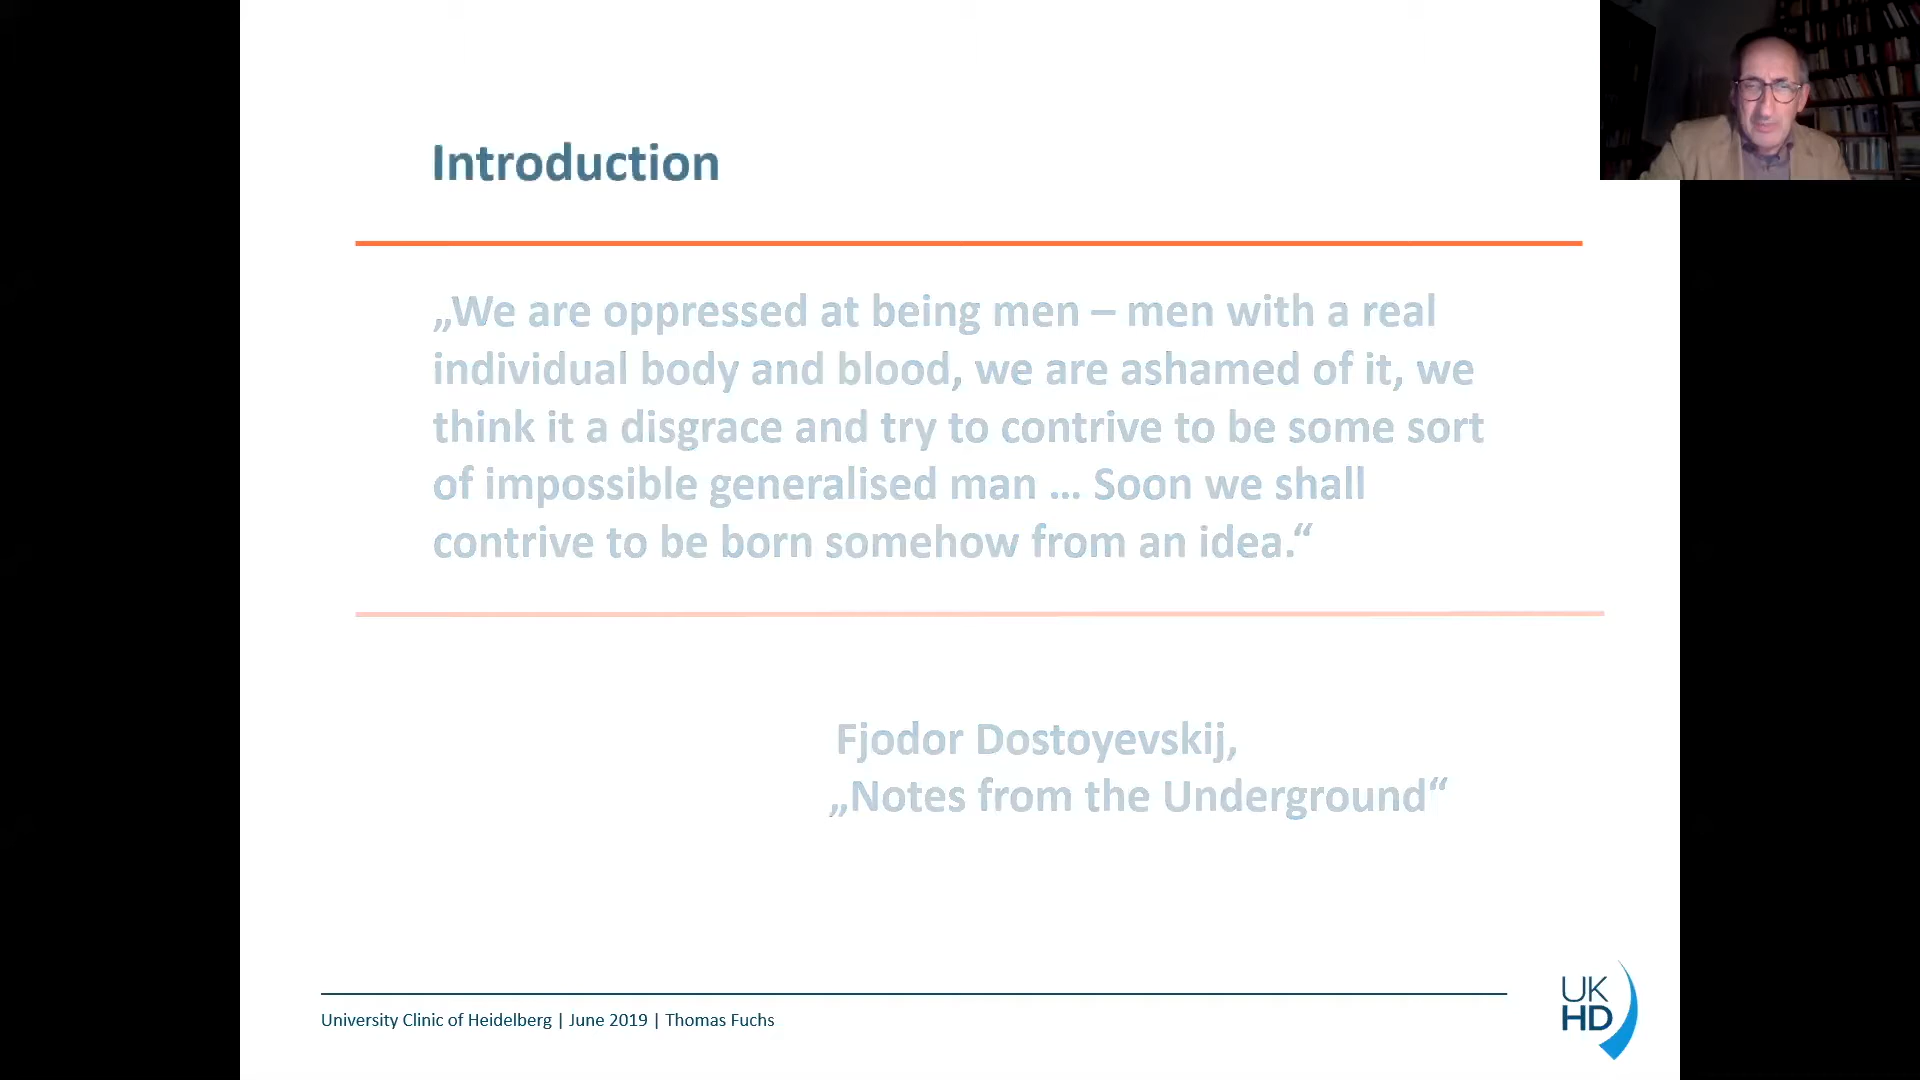 Introduction
„We are oppressed at being men – men with a real
individual body and blood, we are ashamed of it, we
think it a disgrace and try to contrive to be some sort
of impossible generalised man ... Soon we shall
contrive to be born somehow from an idea.“
Fjodor Dostoyevskij,
„Notes from the Underground“
University Clinic of Heidelberg | June 2019 | Thomas Fuchs
UK
HD